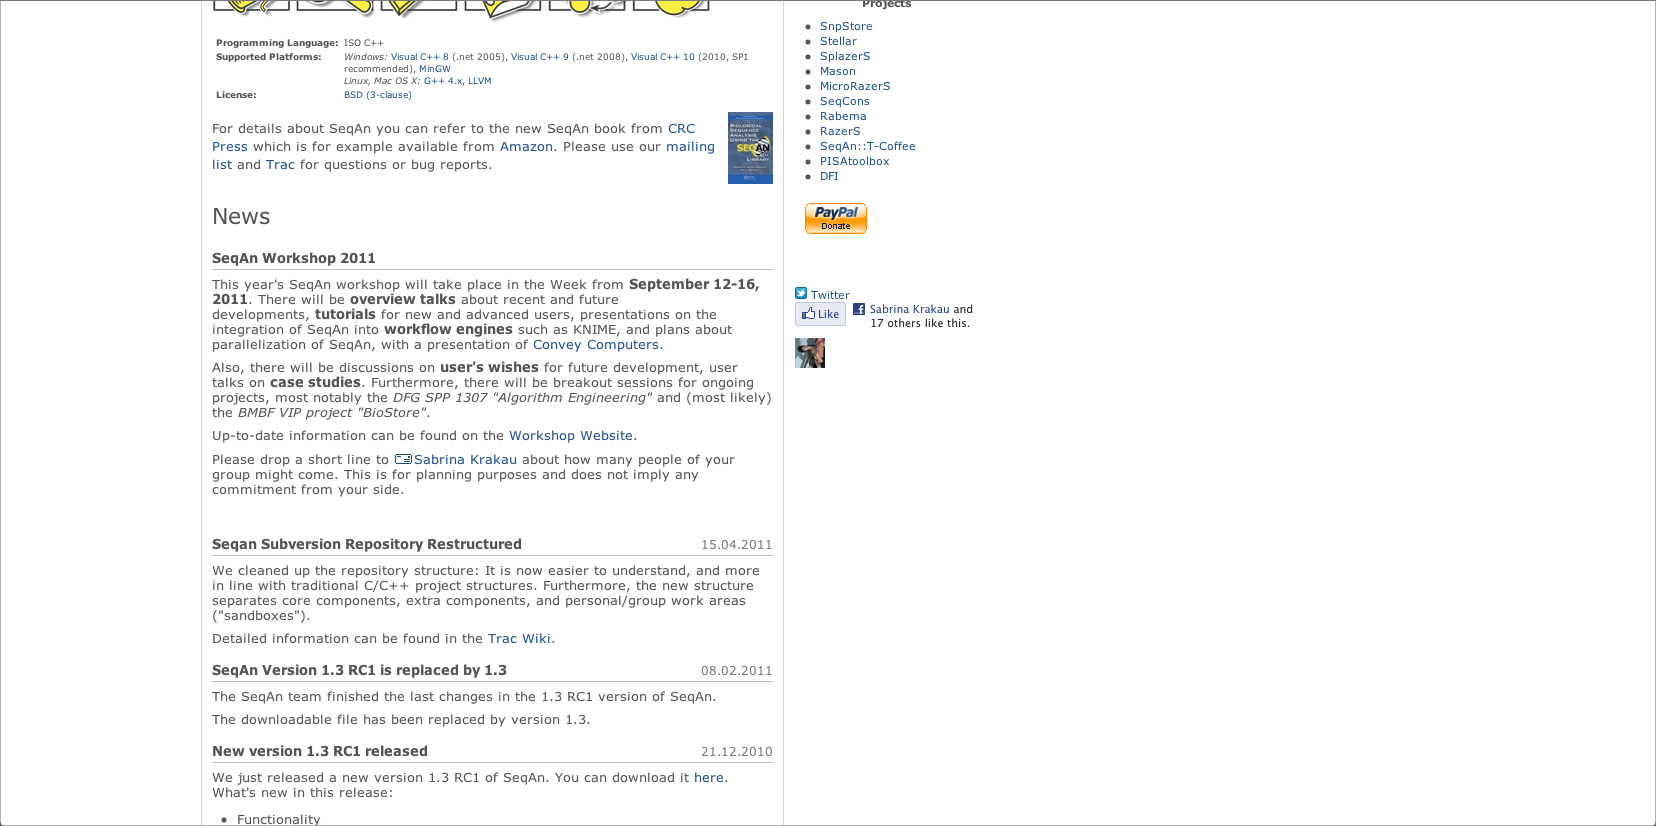 Programming Language: ISO C++
Supported Platforms: Windows: Visual C++ 8 (.net 2005), Visual C++ 9 (.net 2008), Visual C++ 10 (2010, SP1
recommended), MinGW
Linux, Mac OS X: G++ 4.x, LLVM
License: BSD (3-clause)
For details about SeqAn you can refer to the new SeqAn book from CRC
Press which is for example available from Amazon. Please use our mailing
list and Trac for questions or bug reports.
BIOLOGICAL
SEQUENCE
ANALYSIS
USING THE
SEQAN
LIBRARY
News
SeqAn Workshop 2011
This year's SeqAn workshop will take place in the Week from September 12-16,
2011. There will be overview talks about recent and future
developments, tutorials for new and advanced users, presentations on the
integration of SeqAn into workflow engines such as KNIME, and plans about
parallelization of SeqAn, with a presentation of Convey Computers.
Also, there will be discussions on user's wishes for future development, user
talks on case studies. Furthermore, there will be breakout sessions for ongoing
projects, most notably the DFG SPP 1307 "Algorithm Engineering" and (most likely)
the BMBF VIP project "BioStore".
Up-to-date information can be found on the Workshop Website.
Please drop a short line to Sabrina Krakau about how many people of your
group might come. This is for planning purposes and does not imply any
commitment from your side.
Seqan Subversion Repository Restructured 15.04.2011
We cleaned up the repository structure: It is now easier to understand, and more
in line with traditional C/C++ project structures. Furthermore, the new structure
separates core components, extra components, and personal/group work areas
("sandboxes").
Detailed information can be found in the Trac Wiki.
SeqAn Version 1.3 RC1 is replaced by 1.3 08.02.2011
The SeqAn team finished the last changes in the 1.3 RC1 version of SeqAn.
The downloadable file has been replaced by version 1.3.
New version 1.3 RC1 released 21.12.2010
We just released a new version 1.3 RC1 of SeqAn. You can download it here.
What's new in this release:
Functionality
Projects
SnpStore
Stellar
SplazerS
Mason
MicroRazerS
SeqCons
Rabema
RazerS
SeqAn::T-Coffee
PISAtoolbox
DFI
PayPal
Donate
Twitter
Like Sabrina Krakau and
17 others like this.